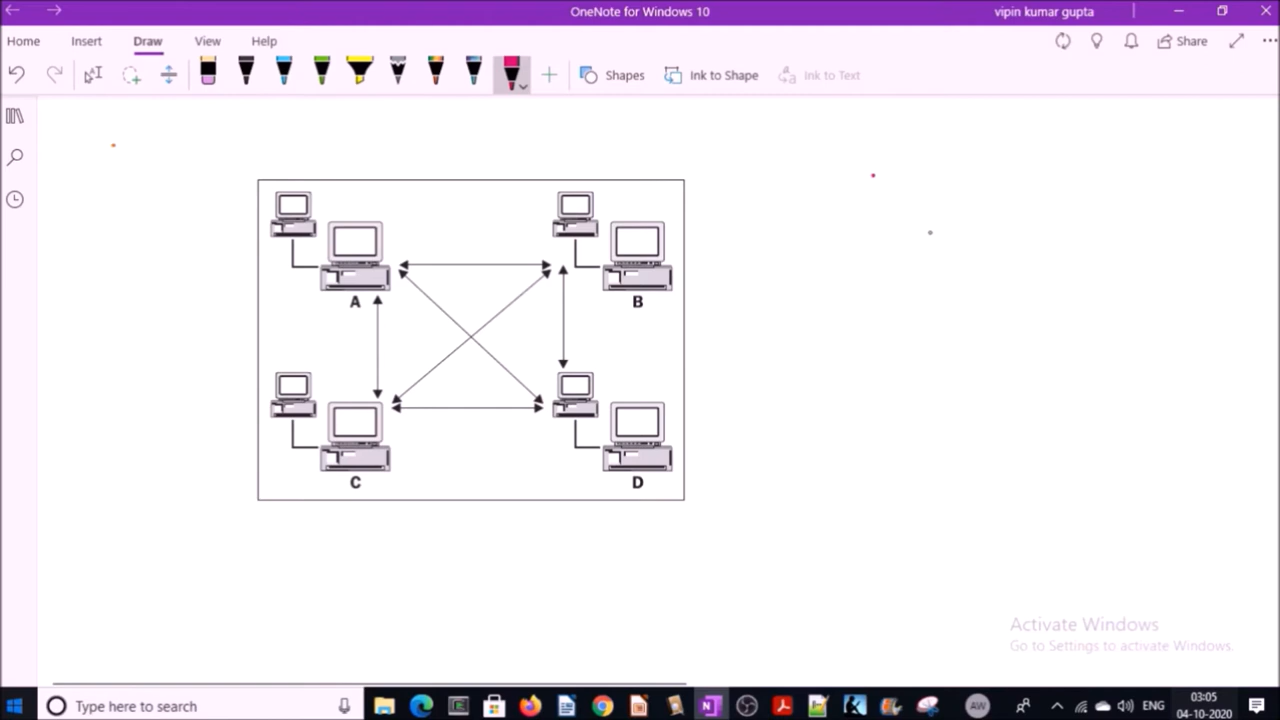 OneNote for Windows 10
vipin kumar gupta
Home Insert Draw View Help
Share
Shapes Ink to Shape Ink to Text
A B
C D
Activate Windows
Go to Settings to activate Windows.
Type here to search
AW
ENG
03:05
04-10-2020